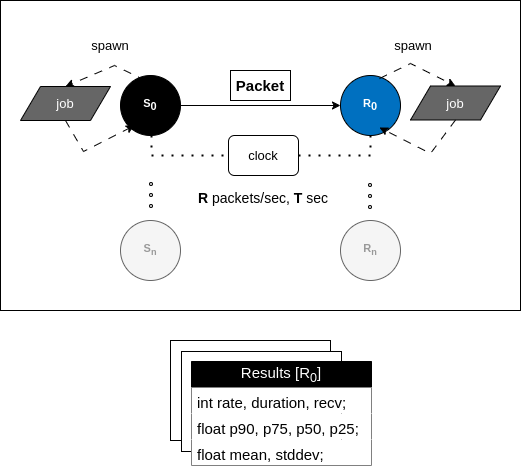 spawn
spawn
Packet
job
S0
R0
job
clock
R packets/sec, T sec
Sn
Rn
Results [R0]
int rate, duration, recv;
float p90, p75, p50, p25;
float mean, stddev;